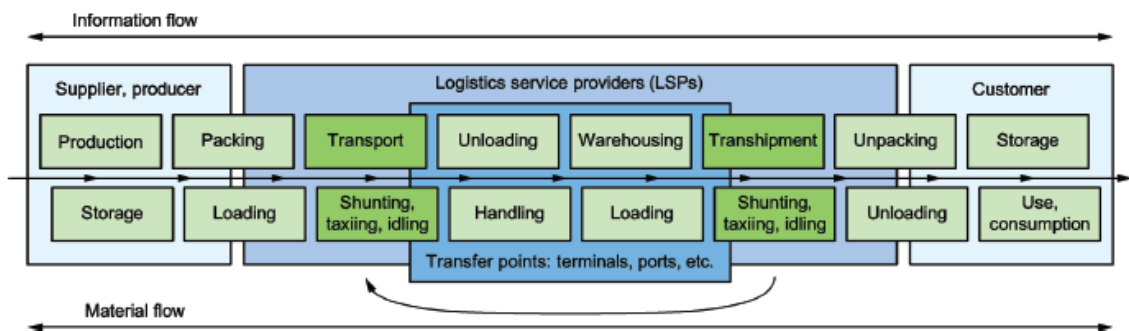 Information flow
Supplier, producer
Logistics service providers (LSPs)
Customer
Production
Packing
Transport
Unloading
Warehousing
Transhipment
Unpacking
Storage
Storage
Loading
Shunting,
taxiing, idling
Handling
Loading
Shunting,
taxiing, idling
Unloading
Use,
consumption
Transfer points: terminals, ports, etc.
Material flow